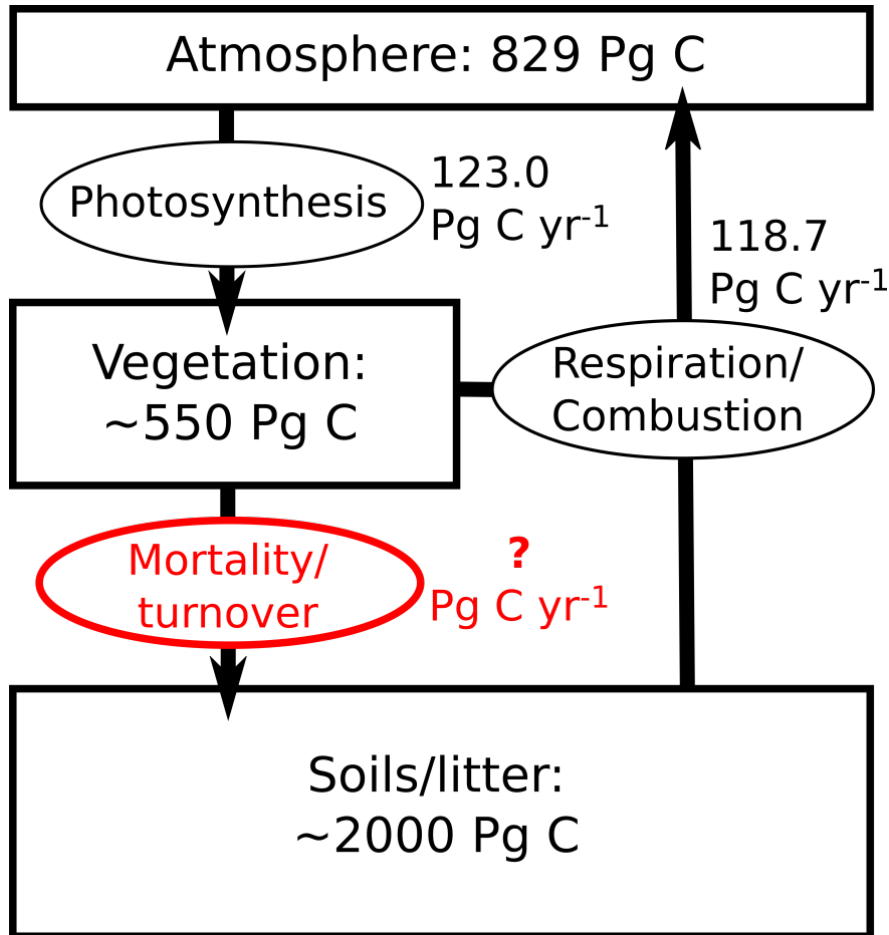 Atmosphere: 829 Pg C
Photosynthesis
123.0
Pg C yr⁻¹
118.7
Pg C yr⁻¹
Vegetation:
~550 Pg C
Respiration/
Combustion
Mortality/
turnover
?
Pg C yr⁻¹
Soils/litter:
~2000 Pg C